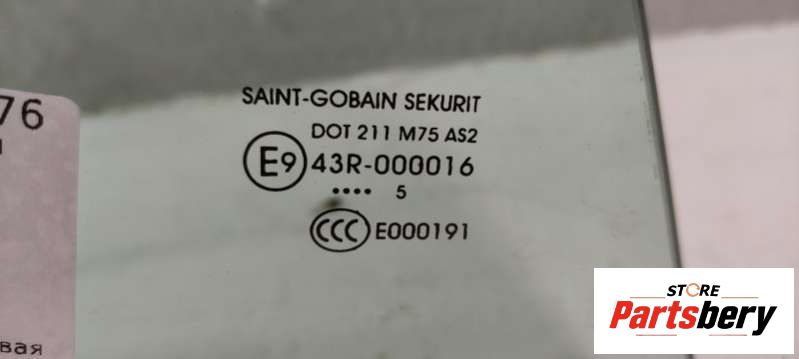 76
SAINT-GOBAIN SEKURIT
DOT 211 M75 AS2
E9 43R-000016
•••• 5
CCC E000191
STORE
Partsbery
вая